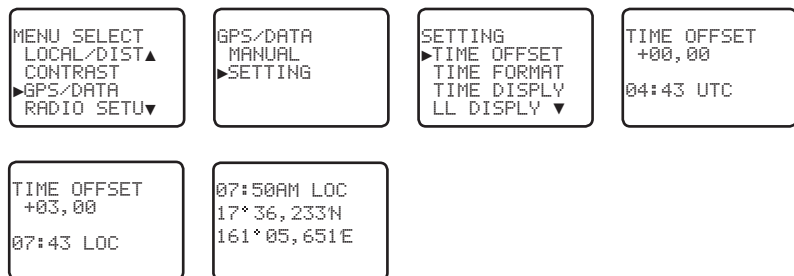 MENU SELECT
LOCAL/DIST▲
CONTRAST
►GPS/DATA
RADIO SETU▼
GPS/DATA
MANUAL
►SETTING
SETTING
►TIME OFFSET
TIME FORMAT
TIME DISPLY
LL DISPLY ▼
TIME OFFSET
+00,00
04:43 UTC
TIME OFFSET
+03,00
07:43 LOC
07:50AM LOC
17°36,233'N
161°05,651'E